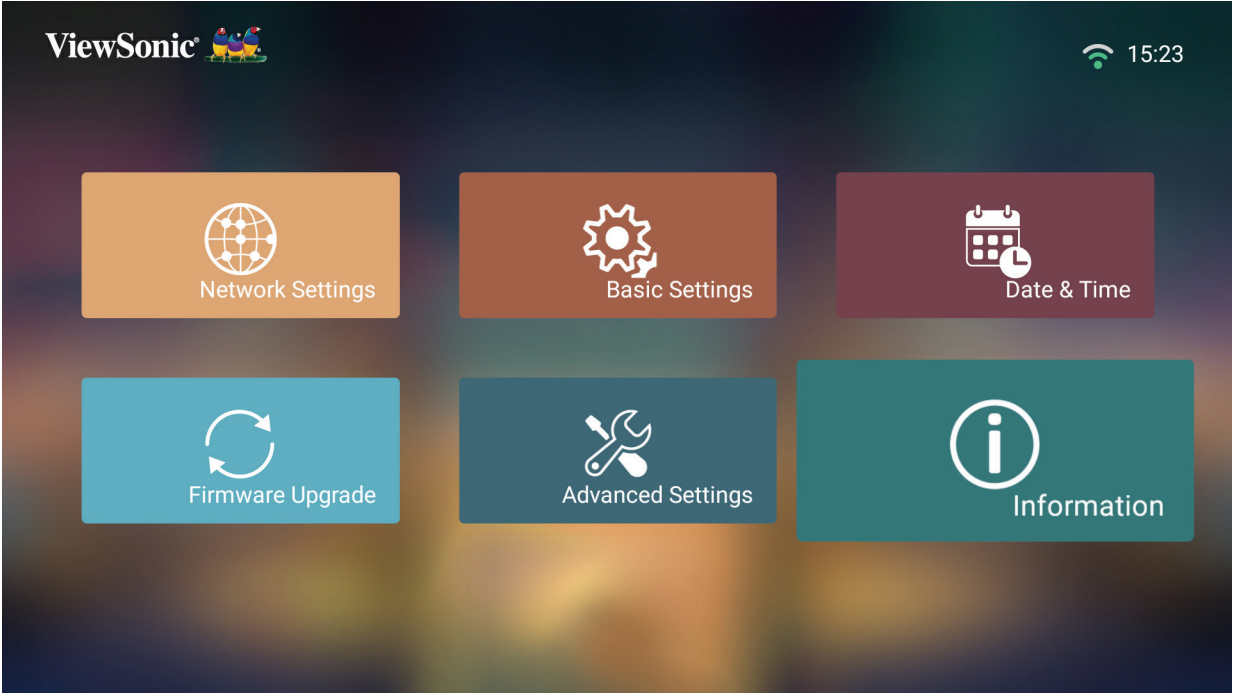 ViewSonic®
15:23
Network Settings
Basic Settings
Date & Time
Firmware Upgrade
Advanced Settings
Information